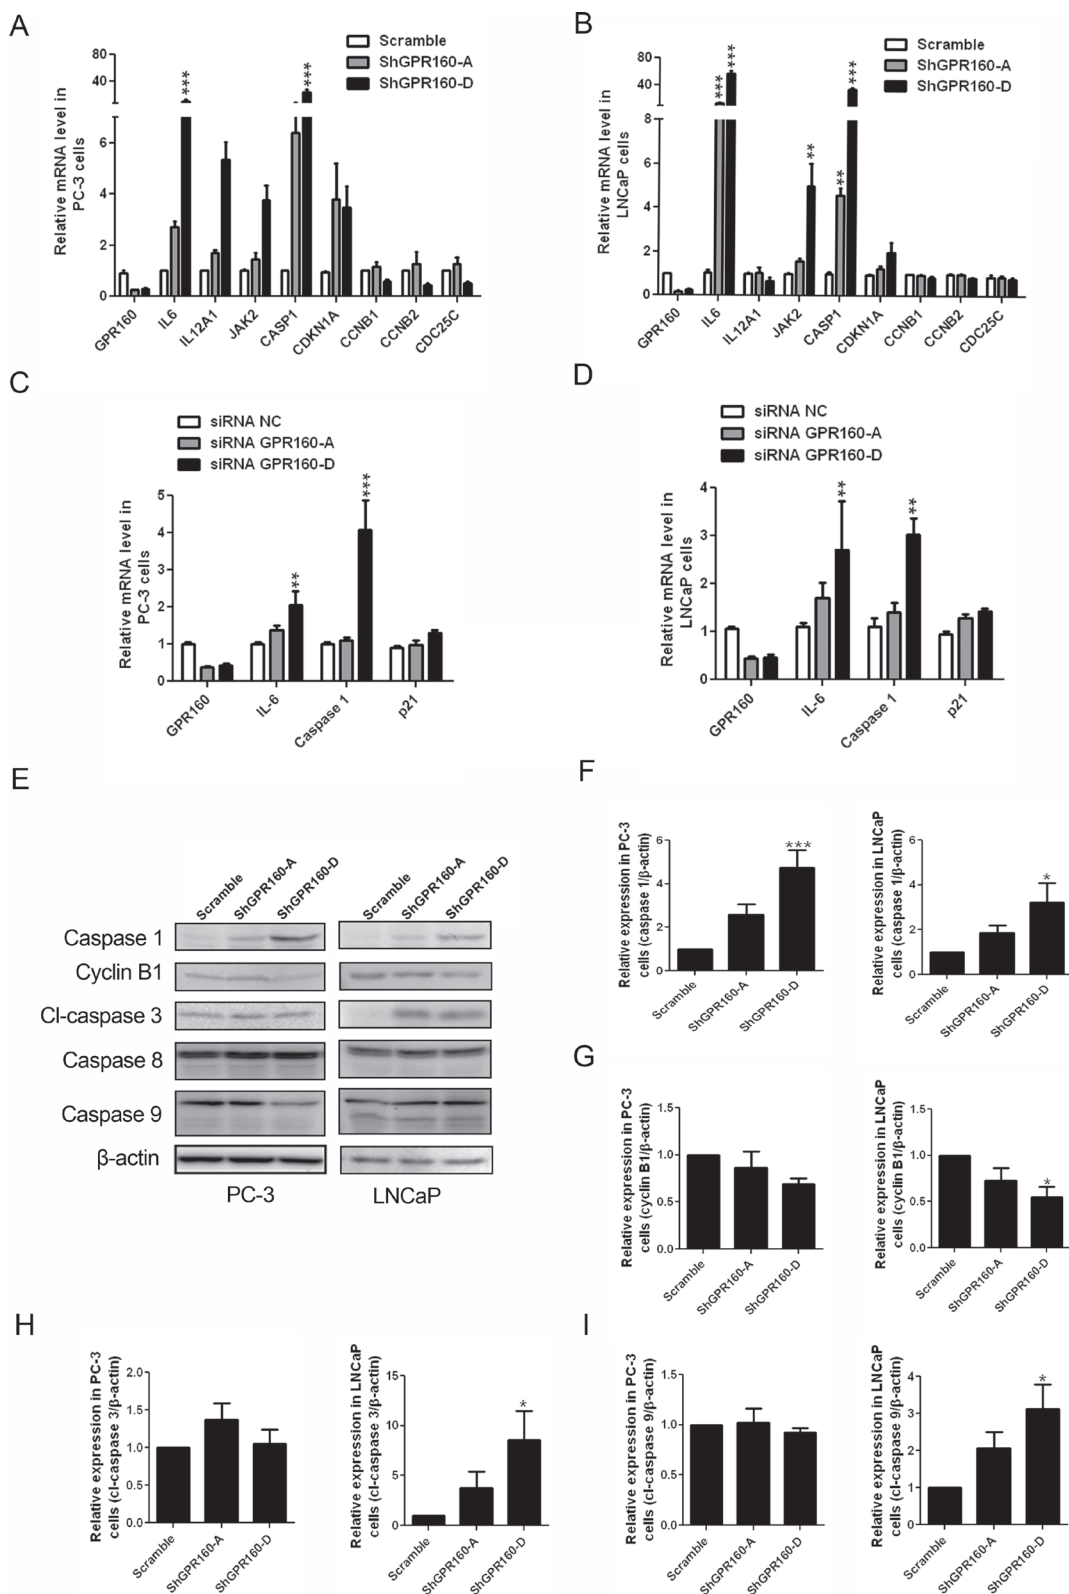 A
Scramble
ShGPR160-A
ShGPR160-D
Relative mRNA level in
PC-3 cells
80
40
6
4
2
0
***
***
GPR160
IL6
IL12A1
JAK2
CASP1
CDKN1A
CCNB1
CCNB2
CDC25C
B
Scramble
ShGPR160-A
ShGPR160-D
Relative mRNA level in
LNCaP cells
80
40
8
6
4
2
0
***
***
**
**
***
GPR160
IL6
IL12A1
JAK2
CASP1
CDKN1A
CCNB1
CCNB2
CDC25C
C
siRNA NC
siRNA GPR160-A
siRNA GPR160-D
Relative mRNA level in
PC-3 cells
5
4
3
2
1
0
**
***
GPR160
IL-6
Caspase 1
p21
D
siRNA NC
siRNA GPR160-A
siRNA GPR160-D
Relative mRNA level in
LNCaP cells
4
3
2
1
0
**
**
GPR160
IL-6
Caspase 1
p21
E
Scramble
ShGPR160-A
ShGPR160-D
Scramble
ShGPR160-A
ShGPR160-D
Caspase 1
Cyclin B1
Cl-caspase 3
Caspase 8
Caspase 9
β-actin
PC-3
LNCaP
F
Relative expression in PC-3
cells (caspase 1/β-actin)
6
4
2
0
***
Scramble
ShGPR160-A
ShGPR160-D
Relative expression in LNCaP
cells (caspase 1/β-actin)
6
4
2
0
*
Scramble
ShGPR160-A
ShGPR160-D
G
Relative expression in PC-3
cells (cyclin B1/β-actin)
1.5
1.0
0.5
0.0
Scramble
ShGPR160-A
ShGPR160-D
Relative expression in LNCaP
cells (cyclin B1/β-actin)
1.5
1.0
0.5
0.0
*
Scramble
ShGPR160-A
ShGPR160-D
H
Relative expression in PC-3
cells (cl-caspase 3/β-actin)
2.0
1.5
1.0
0.5
0.0
Scramble
ShGPR160-A
ShGPR160-D
Relative expression in LNCaP
cells (cl-caspase 3/β-actin)
15
10
5
0
*
Scramble
ShGPR160-A
ShGPR160-D
I
Relative expression in PC-3
cells (cl-caspase 9/β-actin)
1.5
1.0
0.5
0.0
Scramble
ShGPR160-A
ShGPR160-D
Relative expression in LNCaP
cells (cl-caspase 9/β-actin)
4
3
2
1
0
*
Scramble
ShGPR160-A
ShGPR160-D